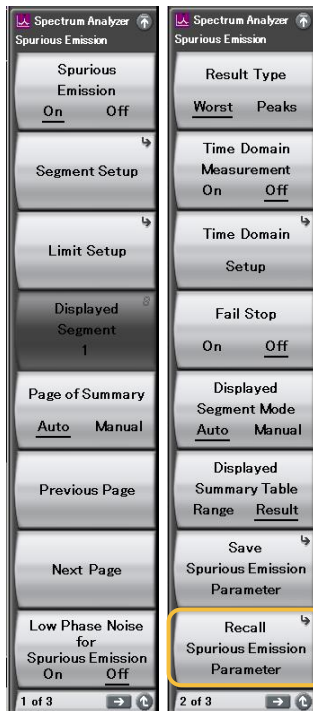 Spectrum Analyzer
Spurious Emission
Spurious
Emission
On Off
Segment Setup
Limit Setup
Displayed
Segment
1
Page of Summary
Auto Manual
Previous Page
Next Page
Low Phase Noise
for
Spurious Emission
On Off
1 of 3
Spectrum Analyzer
Spurious Emission
Result Type
Worst Peaks
Time Domain
Measurement
On Off
Time Domain
Setup
Fail Stop
On Off
Displayed
Segment Mode
Auto Manual
Displayed
Summary Table
Range Result
Save
Spurious Emission
Parameter
Recall
Spurious Emission
Parameter
2 of 3